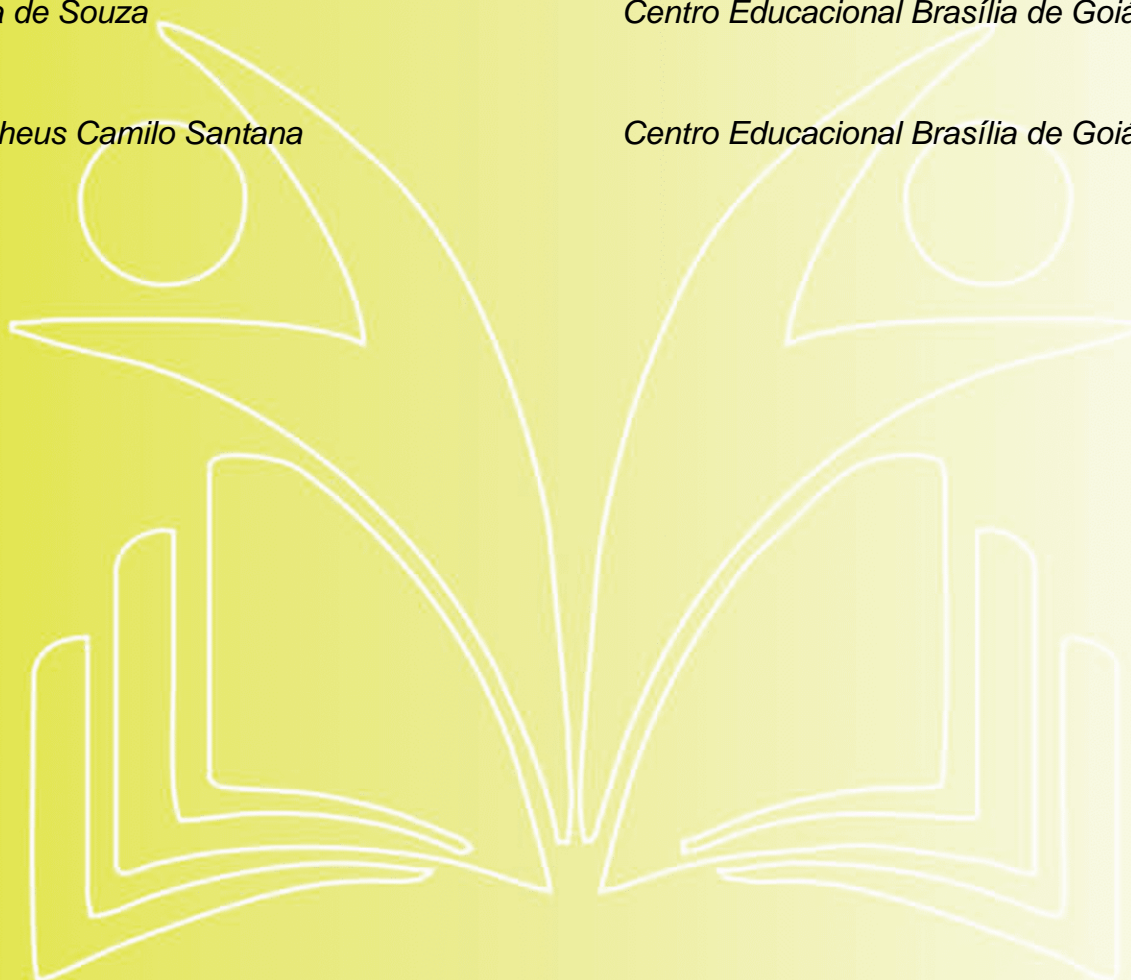 a de Souza Centro Educacional Brasília de Goiá
heus Camilo Santana Centro Educacional Brasília de Goiá